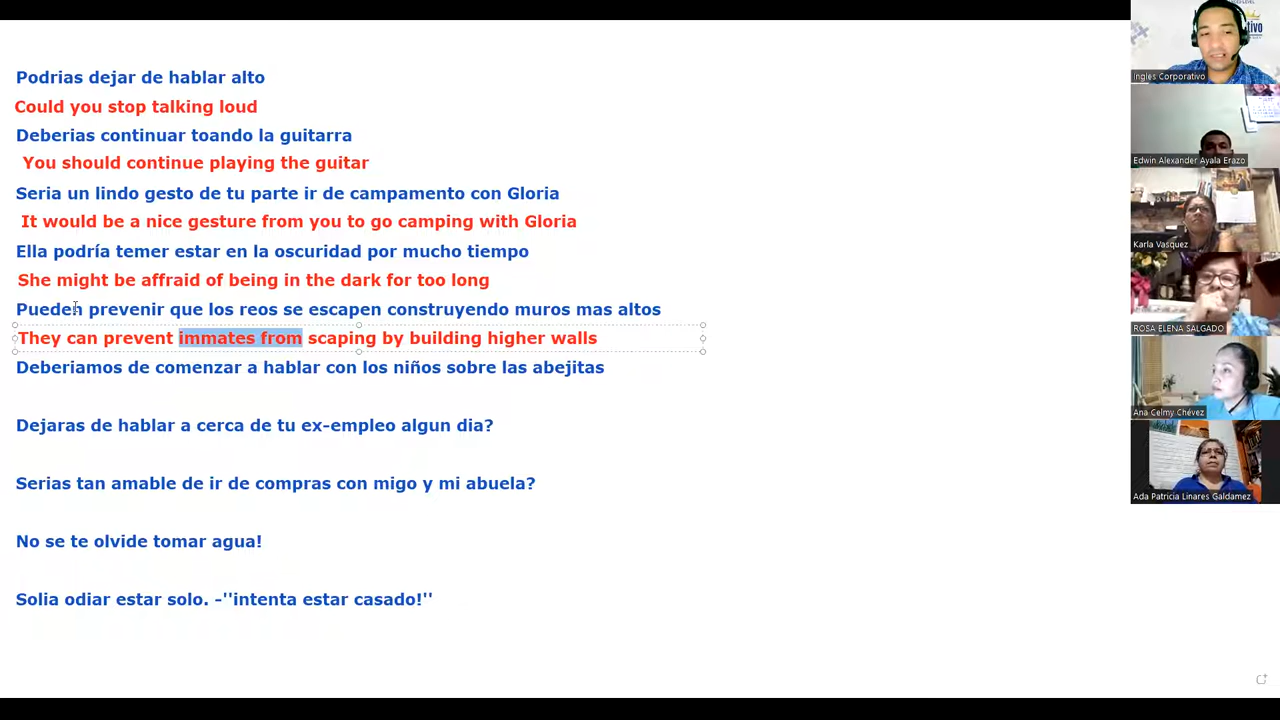 Podrias dejar de hablar alto
Could you stop talking loud
Deberias continuar toando la guitarra
You should continue playing the guitar
Seria un lindo gesto de tu parte ir de campamento con Gloria
It would be a nice gesture from you to go camping with Gloria
Ella podría temer estar en la oscuridad por mucho tiempo
She might be affraid of being in the dark for too long
Pueden prevenir que los reos se escapen construyendo muros mas altos
They can prevent immates from scaping by building higher walls
Deberiamos de comenzar a hablar con los niños sobre las abejitas
Dejaras de hablar a cerca de tu ex-empleo algun dia?
Serias tan amable de ir de compras con migo y mi abuela?
No se te olvide tomar agua!
Solia odiar estar solo. -''intenta estar casado!''
tivo
Ingles Corporativo
Edwin Alexander Ayala Erazo
Karla Vasquez
ROSA ELENA SALGADO
Ana Celmy Chévez
Ada Patricia Linares Galdamez